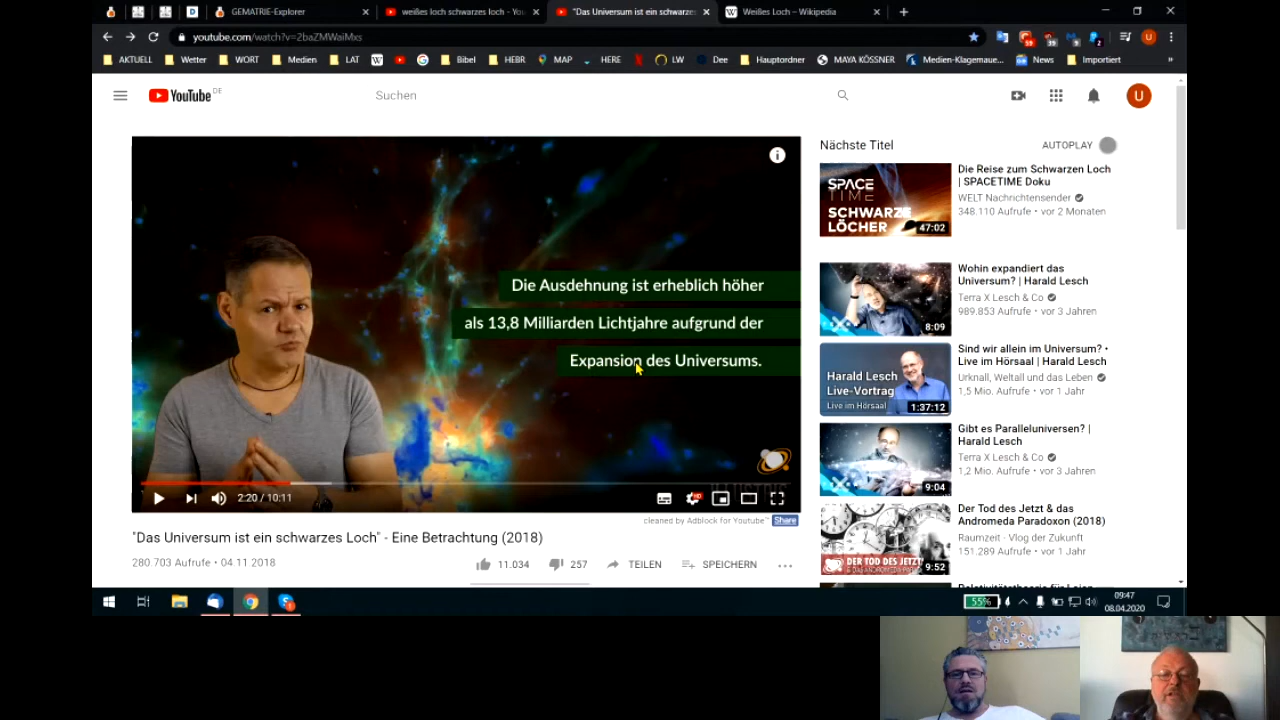 GEMATRIE-Explorer
weißes loch schwarzes loch - You
"Das Universum ist ein schwarzes
Weißes Loch – Wikipedia
youtube.com/watch?v=2baZMWaiMxs
AKTUELL
Wetter
WORT
Medien
LAT
Bibel
HEBR
MAP
HERE
LW
Dee
Hauptordner
MAYA KÖSSNER
Medien-Klagemaue...
News
Importiert
YouTube DE
Suchen
U
Die Ausdehnung ist erheblich höher
als 13,8 Milliarden Lichtjahre aufgrund der
Expansion des Universums.
2:20 / 10:11
cleaned by Adblock for Youtube™ Share
"Das Universum ist ein schwarzes Loch" - Eine Betrachtung (2018)
280.703 Aufrufe • 04.11.2018
11.034
257
TEILEN
SPEICHERN
Nächste Titel
AUTOPLAY
SPACE
TIME
SCHWARZE
LÖCHER
47:02
Die Reise zum Schwarzen Loch
| SPACETIME Doku
WELT Nachrichtensender
348.110 Aufrufe • vor 2 Monaten
8:09
Wohin expandiert das
Universum? | Harald Lesch
Terra X Lesch & Co
989.853 Aufrufe • vor 3 Jahren
Harald Lesch
Live-Vortrag
Live im Hörsaal
1:37:12
Sind wir allein im Universum? •
Live im Hörsaal | Harald Lesch
Urknall, Weltall und das Leben
1,5 Mio. Aufrufe • vor 1 Jahr
9:04
Gibt es Paralleluniversen? |
Harald Lesch
Terra X Lesch & Co
1,2 Mio. Aufrufe • vor 3 Jahren
DER TOD DES JETZT
9:52
Der Tod des Jetzt & das
Andromeda Paradoxon (2018)
Raumzeit - Vlog der Zukunft
151.289 Aufrufe • vor 1 Jahr
55%
09:47
08.04.2020